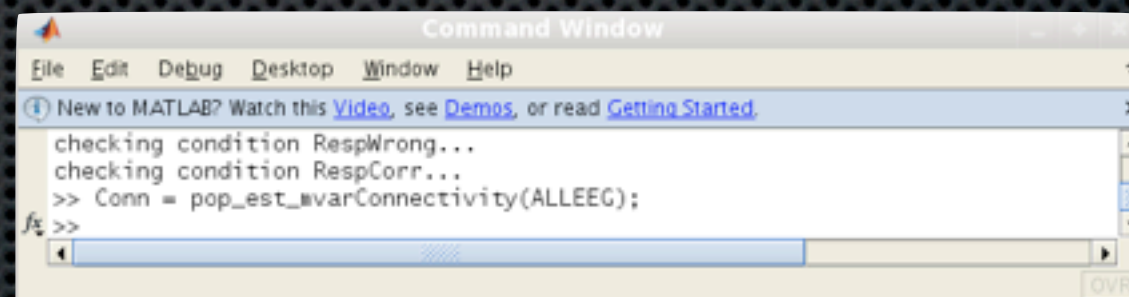 Command Window
File Edit Debug Desktop Window Help
New to MATLAB? Watch this Video, see Demos, or read Getting Started.
checking condition RespWrong...
checking condition RespCorr...
>> Conn = pop_est_mvarConnectivity(ALLEEG);
fx >>
OVR